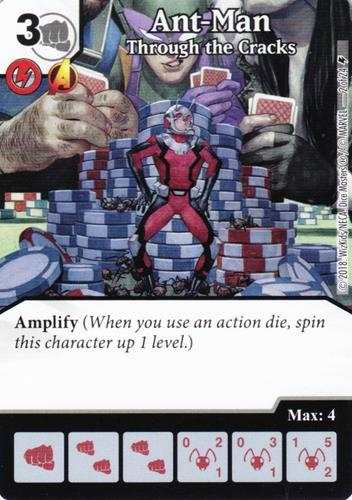 3
Ant-Man
Through the Cracks
Amplify (When you use an action die, spin
this character up 1 level.)
Max: 4
0 2
1
0 3
1
1 5
2